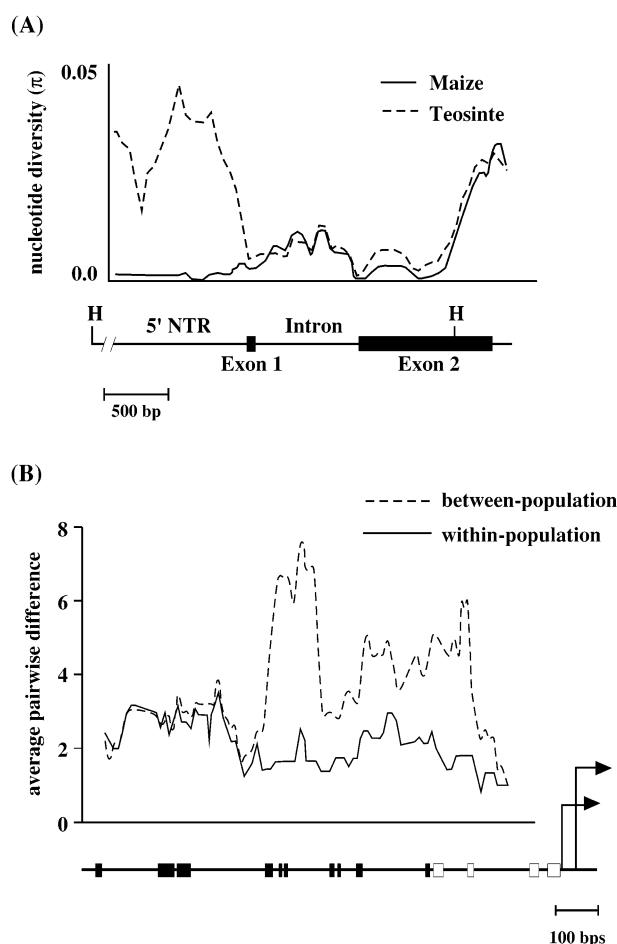 (A)
nucleotide diversity (π)
0.05
0.0
Maize
Teosinte
H
5' NTR
Intron
H
Exon 1
Exon 2
500 bp
(B)
between-population
within-population
average pairwise difference
8
6
4
2
0
100 bps